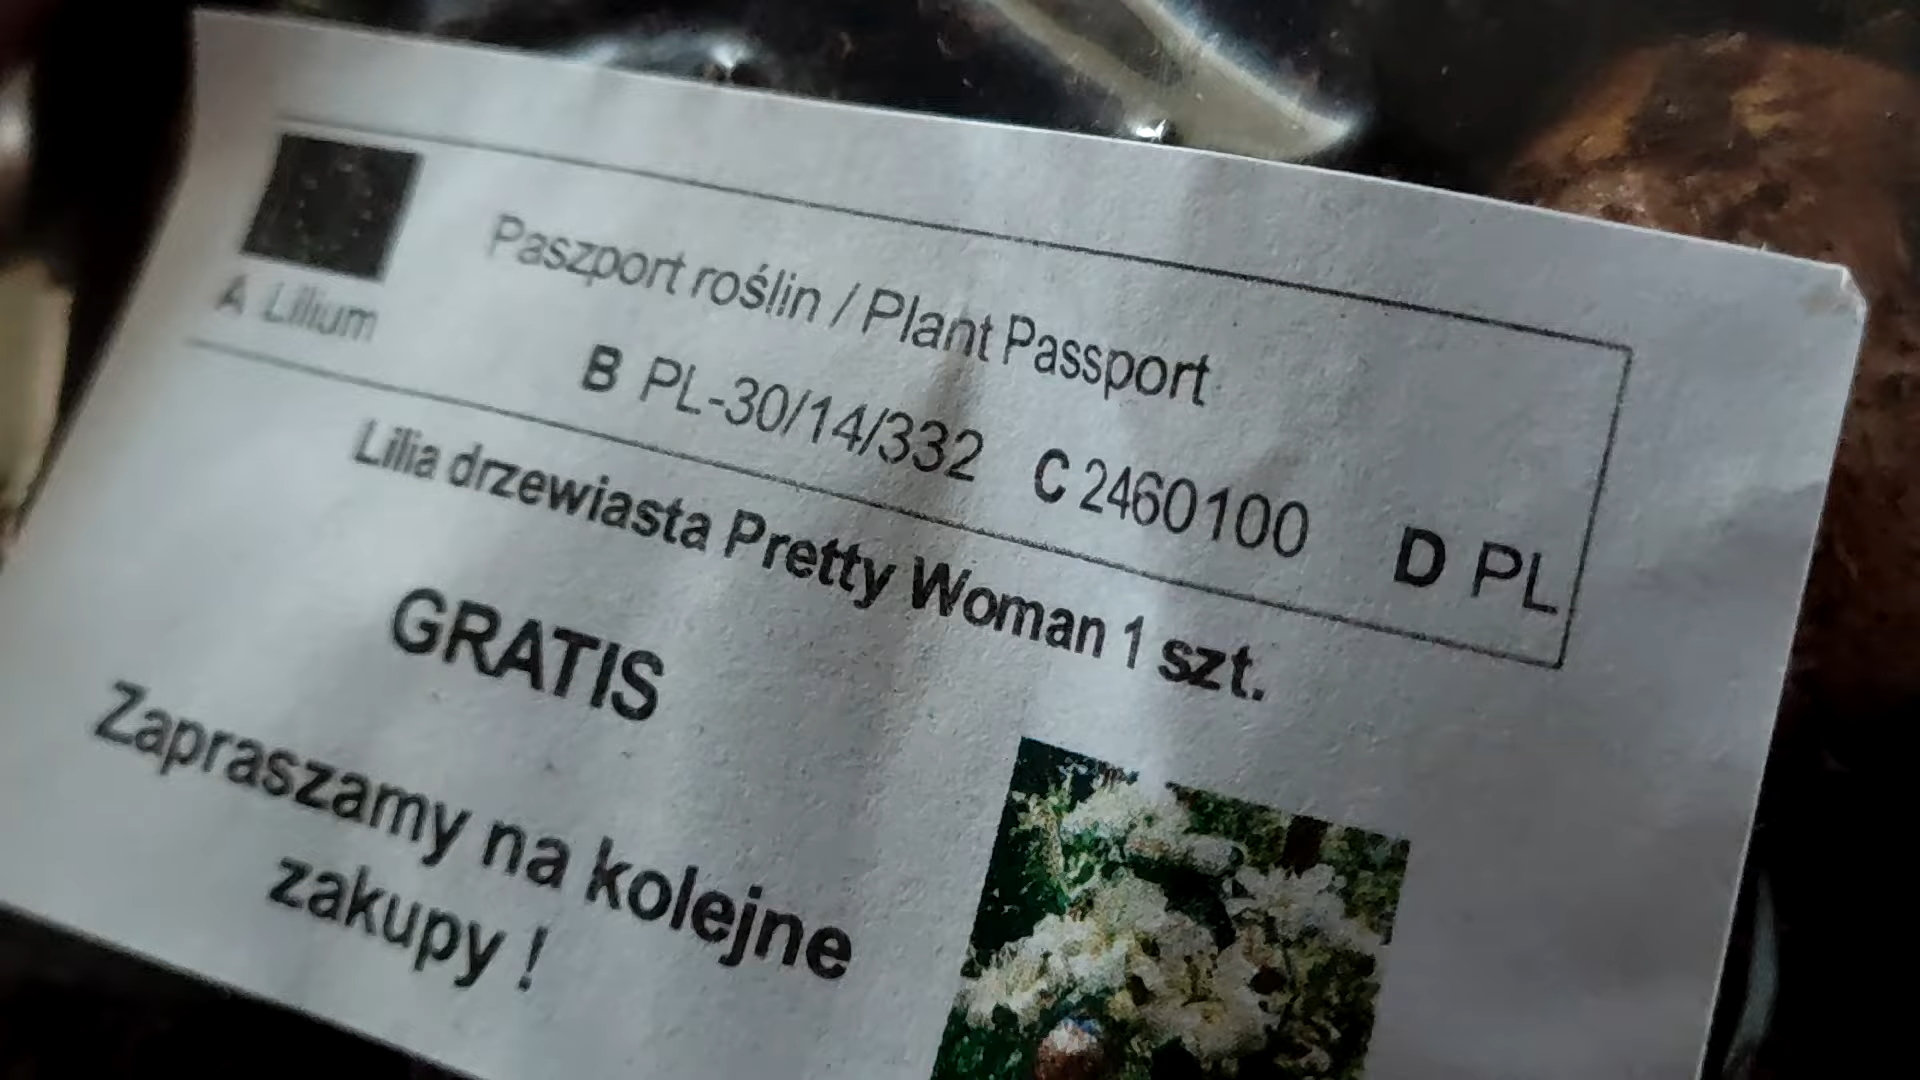 Paszport roślin / Plant Passport
A Lilium
B PL-30/14/332 C 2460100 D PL
Lilia drzewiasta Pretty Woman 1 szt.
GRATIS
Zapraszamy na kolejne
zakupy !